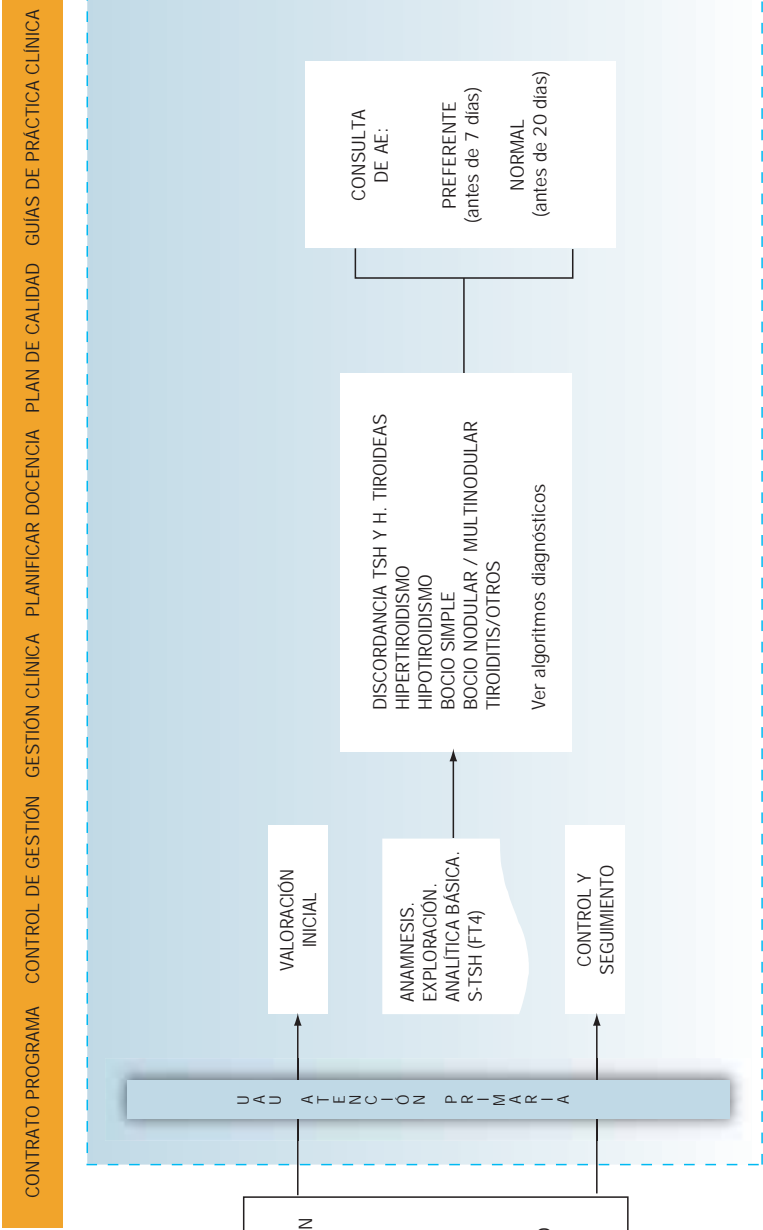 CONTRATO PROGRAMA CONTROL DE GESTIÓN GESTIÓN CLÍNICA PLANIFICAR DOCENCIA PLAN DE CALIDAD GUÍAS DE PRÁCTICA CLÍNICA
UAU ATENCIÓN PRIMARIA
VALORACIÓN
INICIAL
ANAMNESIS.
EXPLORACIÓN.
ANALÍTICA BÁSICA.
S-TSH (FT4)
CONTROL Y
SEGUIMIENTO
DISCORDANCIA TSH Y H. TIROIDEAS
HIPERTIROIDISMO
HIPOTIROIDISMO
BOCIO SIMPLE
BOCIO NODULAR / MULTINODULAR
TIROIDITIS/OTROS
Ver algoritmos diagnósticos
CONSULTA
DE AE:
PREFERENTE
(antes de 7 días)
NORMAL
(antes de 20 días)